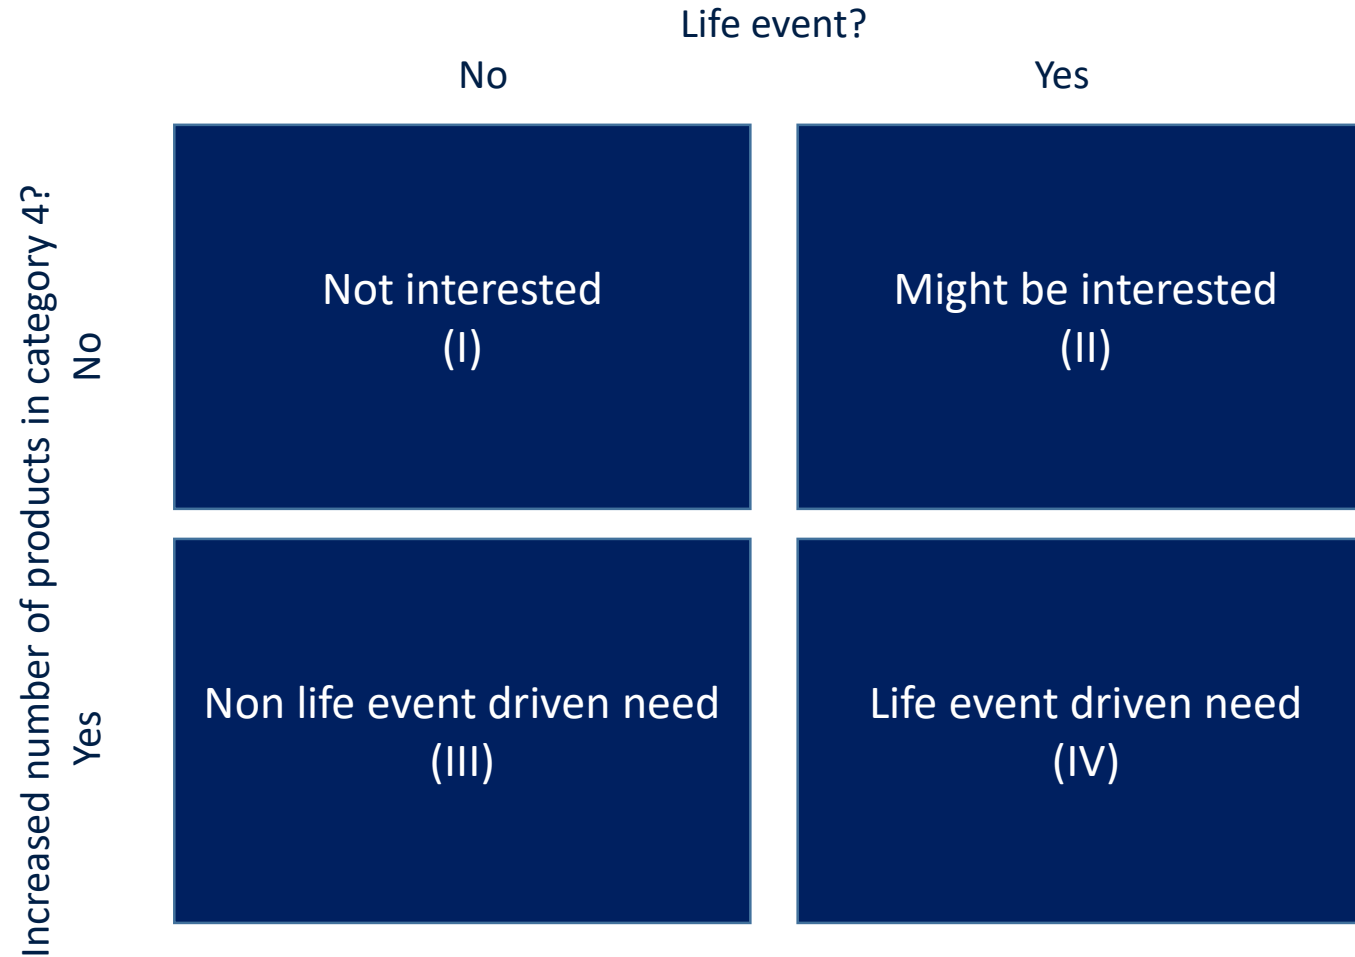 Life event?
No
Yes
Increased number of products in category 4?
No
Not interested
(I)
Might be interested
(II)
Yes
Non life event driven need
(III)
Life event driven need
(IV)